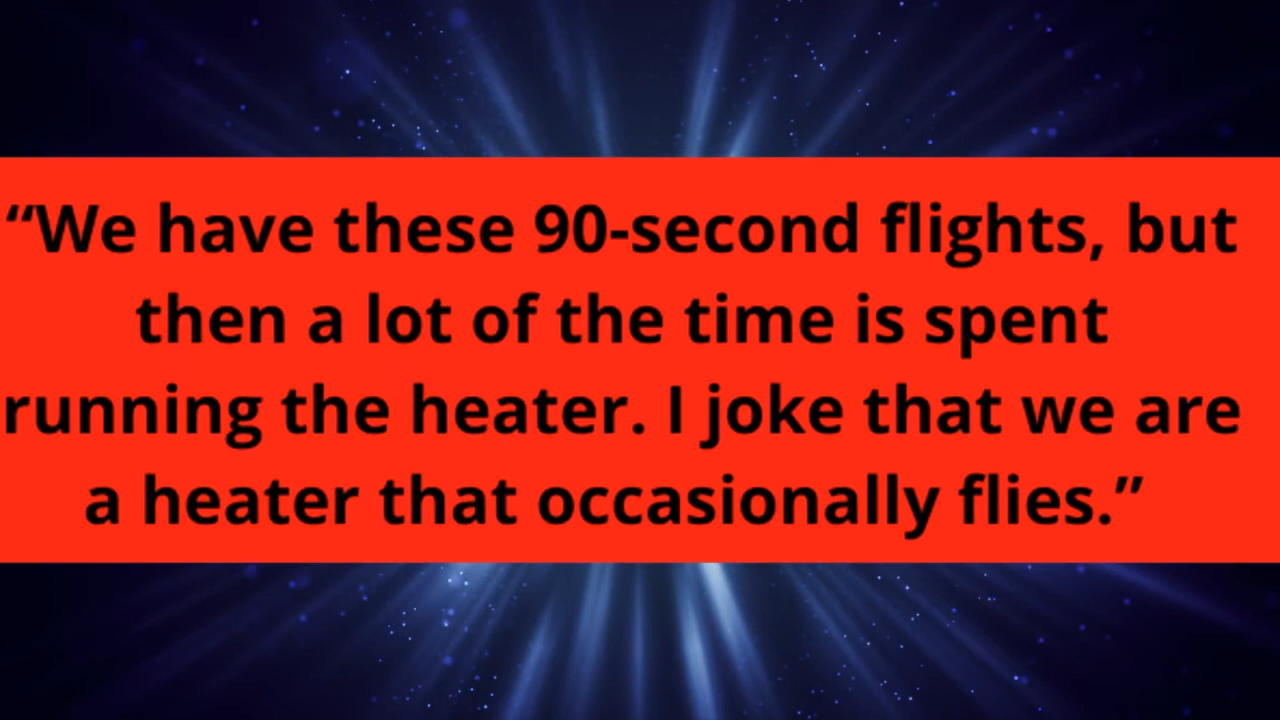 “We have these 90-second flights, but
then a lot of the time is spent
running the heater. I joke that we are
a heater that occasionally flies.”